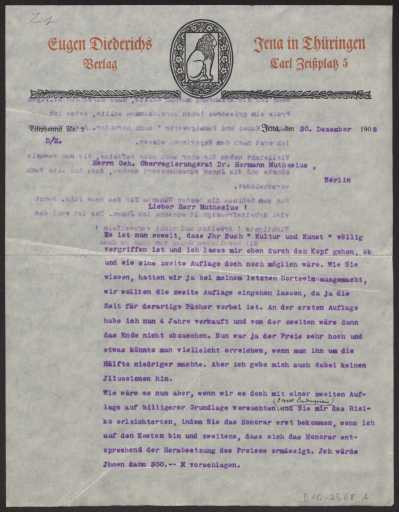 Eugen Diederichs
Verlag
Jena in Thüringen
Carl Zeißplatz 5
Jena, den 30. Dezember 1908
D/Z.
Herrn Geh. Oberregierungsrat Dr. Hermann Muthesius,
Berlin
Lieber Herr Muthesius !
Es ist nun soweit, dass Jhr Buch " Kultur und Kunst " völlig
vergriffen ist und ich lasse mir eben durch den Kopf gehen, ob
und wie eine zweite Auflage doch noch möglich wäre. Wie Sie
wissen, hatten wir ja bei meinem letzten Dortsein ausgemacht,
wir wollten die zweite Auflage eingehen lassen, da ja die
Zeit für derartige Bücher vorbei ist. An der ersten Auflage
habe ich nun 4 Jahre verkauft und von der zweiten wäre dann
das Ende nicht abzusehen. Nun war ja der Preis sehr hoch und
etwas könnte man vielleicht erreichen, wenn man ihn um die
Hälfte niedriger machte. Aber ich gebe mich auch dabei keinen
Jllusionen hin.
Wie wäre es nun aber, wenn wir es doch mit einer zweiten Auf-
lage auf billigerer Grundlage versuchten und Sie mir das Risi-
ko erleichterten, indem Sie das Honorar erst bekommen, wenn ich
auf den Kosten bin und zweitens, dass sich das Honorar ent-
sprechend der Herabsetzung des Preises ermässigt. Jch würde
Jhnen dann 300.-- M vorschlagen.